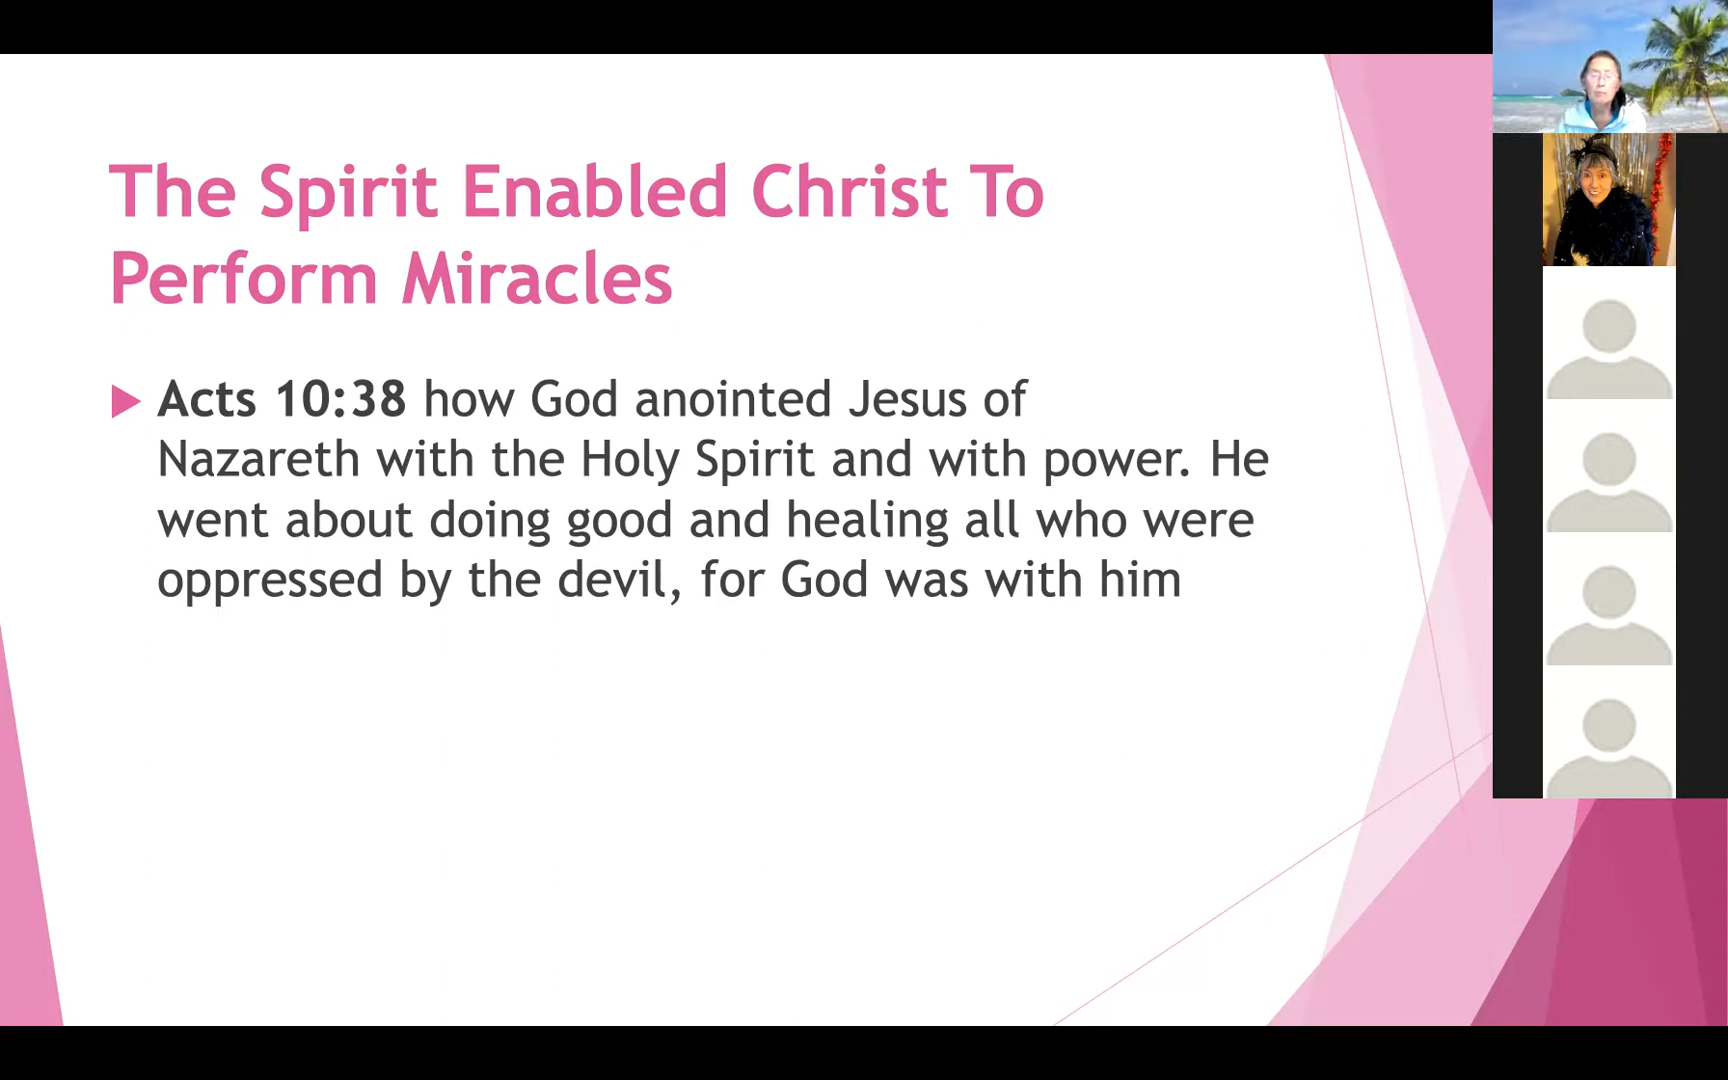 The Spirit Enabled Christ To
Perform Miracles
Acts 10:38 how God anointed Jesus of
Nazareth with the Holy Spirit and with power. He
went about doing good and healing all who were
oppressed by the devil, for God was with him